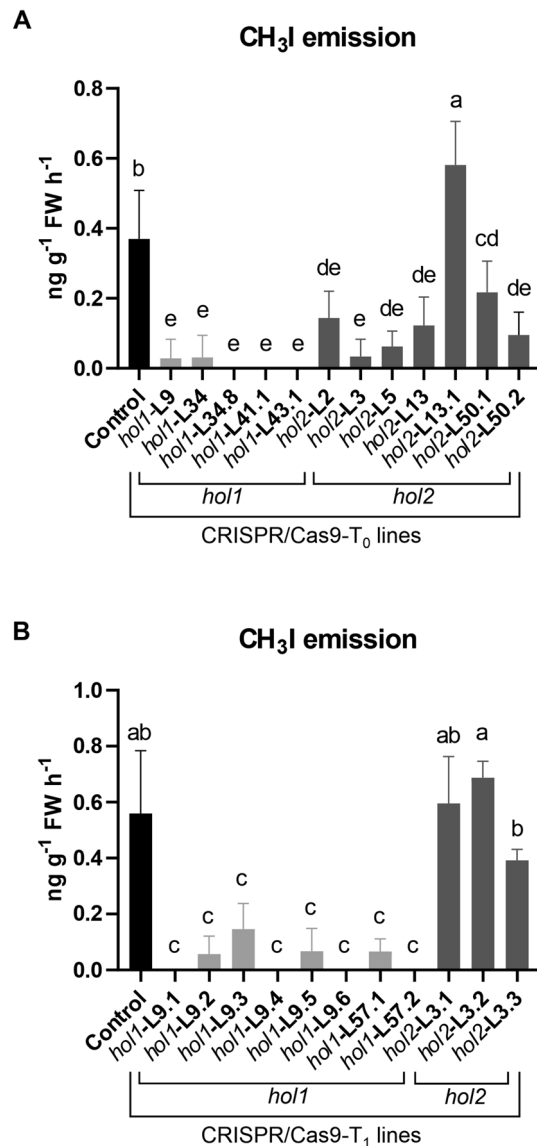 A
CH₃I emission
ng g⁻¹ FW h⁻¹
0.8
0.6
0.4
0.2
0.0
b
e
e
e
e
e
de
e
de
de
a
cd
de
Control
hol1-L9
hol1-L34
hol1-L34.8
hol1-L41.1
hol1-L43.1
hol2-L2
hol2-L3
hol2-L5
hol2-L13
hol2-L13.1
hol2-L50.1
hol2-L50.2
hol1
hol2
CRISPR/Cas9-T₀ lines
B
CH₃I emission
ng g⁻¹ FW h⁻¹
1.0
0.8
0.6
0.4
0.2
0.0
ab
c
c
c
c
c
c
c
c
ab
a
b
Control
hol1-L9.1
hol1-L9.2
hol1-L9.3
hol1-L9.4
hol1-L9.5
hol1-L9.6
hol1-L57.1
hol1-L57.2
hol2-L3.1
hol2-L3.2
hol2-L3.3
hol1
hol2
CRISPR/Cas9-T₁ lines